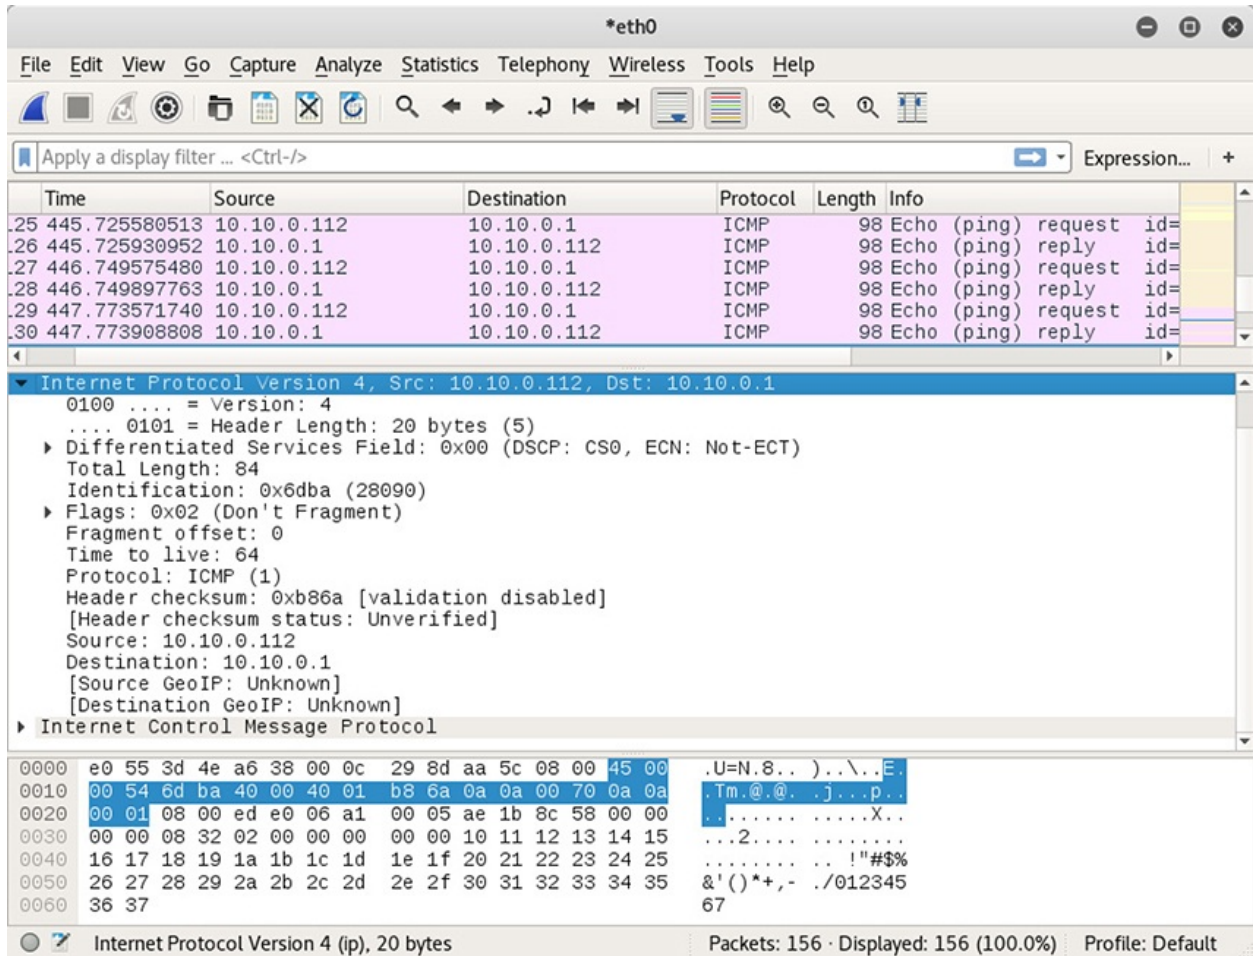 *eth0
File Edit View Go Capture Analyze Statistics Telephony Wireless Tools Help
Apply a display filter ... <Ctrl-/> Expression... +
Time Source Destination Protocol Length Info
.25 445.725580513 10.10.0.112 10.10.0.1 ICMP 98 Echo (ping) request id=
.26 445.725930952 10.10.0.1 10.10.0.112 ICMP 98 Echo (ping) reply id=
.27 446.749575480 10.10.0.112 10.10.0.1 ICMP 98 Echo (ping) request id=
.28 446.749897763 10.10.0.1 10.10.0.112 ICMP 98 Echo (ping) reply id=
.29 447.773571740 10.10.0.112 10.10.0.1 ICMP 98 Echo (ping) request id=
.30 447.773908808 10.10.0.1 10.10.0.112 ICMP 98 Echo (ping) reply id=
Internet Protocol Version 4, Src: 10.10.0.112, Dst: 10.10.0.1
0100 .... = Version: 4
.... 0101 = Header Length: 20 bytes (5)
Differentiated Services Field: 0x00 (DSCP: CS0, ECN: Not-ECT)
Total Length: 84
Identification: 0x6dba (28090)
Flags: 0x02 (Don't Fragment)
Fragment offset: 0
Time to live: 64
Protocol: ICMP (1)
Header checksum: 0xb86a [validation disabled]
[Header checksum status: Unverified]
Source: 10.10.0.112
Destination: 10.10.0.1
[Source GeoIP: Unknown]
[Destination GeoIP: Unknown]
Internet Control Message Protocol
0000 e0 55 3d 4e a6 38 00 0c 29 8d aa 5c 08 00 45 00 .U=N.8.. )..\..E.
0010 00 54 6d ba 40 00 40 01 b8 6a 0a 0a 00 70 0a 0a .Tm.@.@. .j...p..
0020 00 01 08 00 ed e0 06 a1 00 05 ae 1b 8c 58 00 00 ........ .....X..
0030 00 00 08 32 02 00 00 00 00 00 10 11 12 13 14 15 ...2.... ........
0040 16 17 18 19 1a 1b 1c 1d 1e 1f 20 21 22 23 24 25 ........ .. !"#$%
0050 26 27 28 29 2a 2b 2c 2d 2e 2f 30 31 32 33 34 35 &'()*+,- ./012345
0060 36 37 67
Internet Protocol Version 4 (ip), 20 bytes Packets: 156 · Displayed: 156 (100.0%) Profile: Default